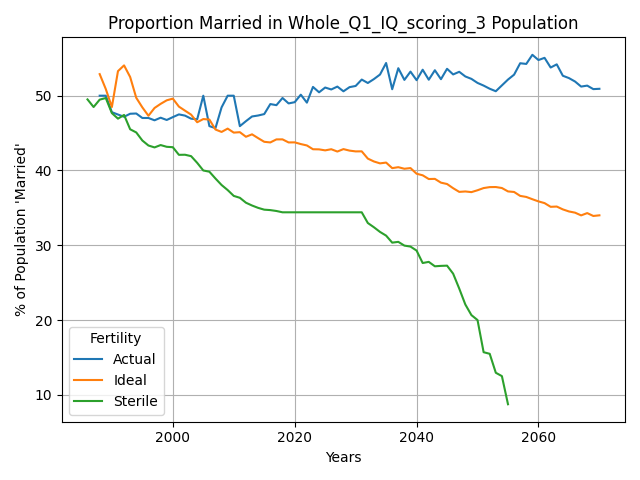 Proportion Married in Whole_Q1_IQ_scoring_3 Population
% of Population 'Married'
50
40
30
20
10
Fertility
Actual
Ideal
Sterile
2000
2020
2040
2060
Years